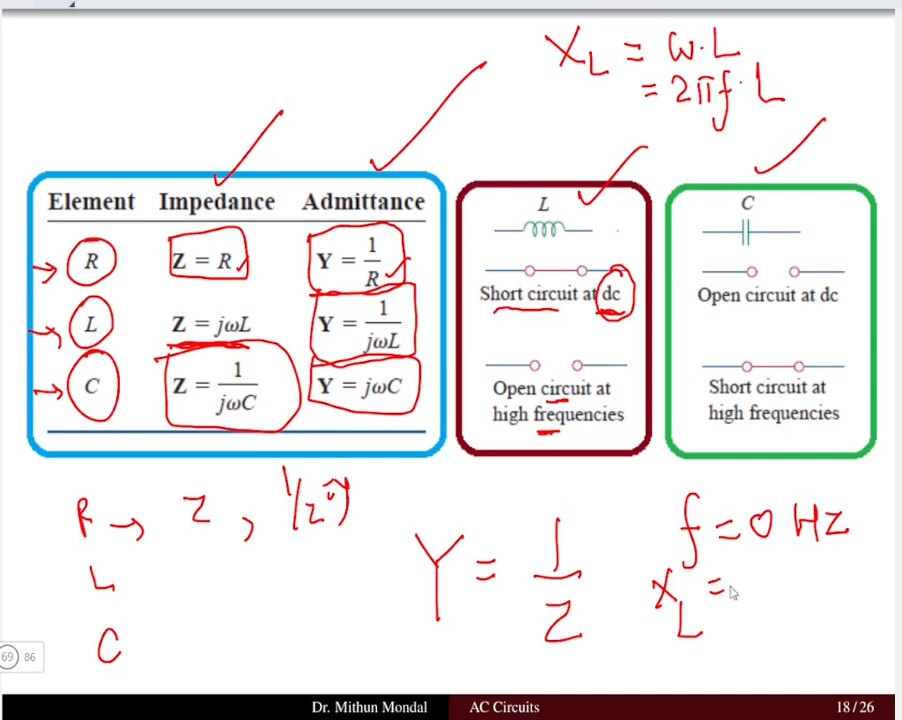 X_L = ω.L
= 2πf.L
Element Impedance Admittance
R Z = R Y = 1/R
L Z = jωL Y = 1/jωL
C Z = 1/jωC Y = jωC
L
Short circuit at dc
Open circuit at
high frequencies
C
Open circuit at dc
Short circuit at
high frequencies
R → Z , 1/Z
L
C
Y = 1/Z
f = 0 HZ
X_L =
69 86
Dr. Mithun Mondal AC Circuits 18 / 26